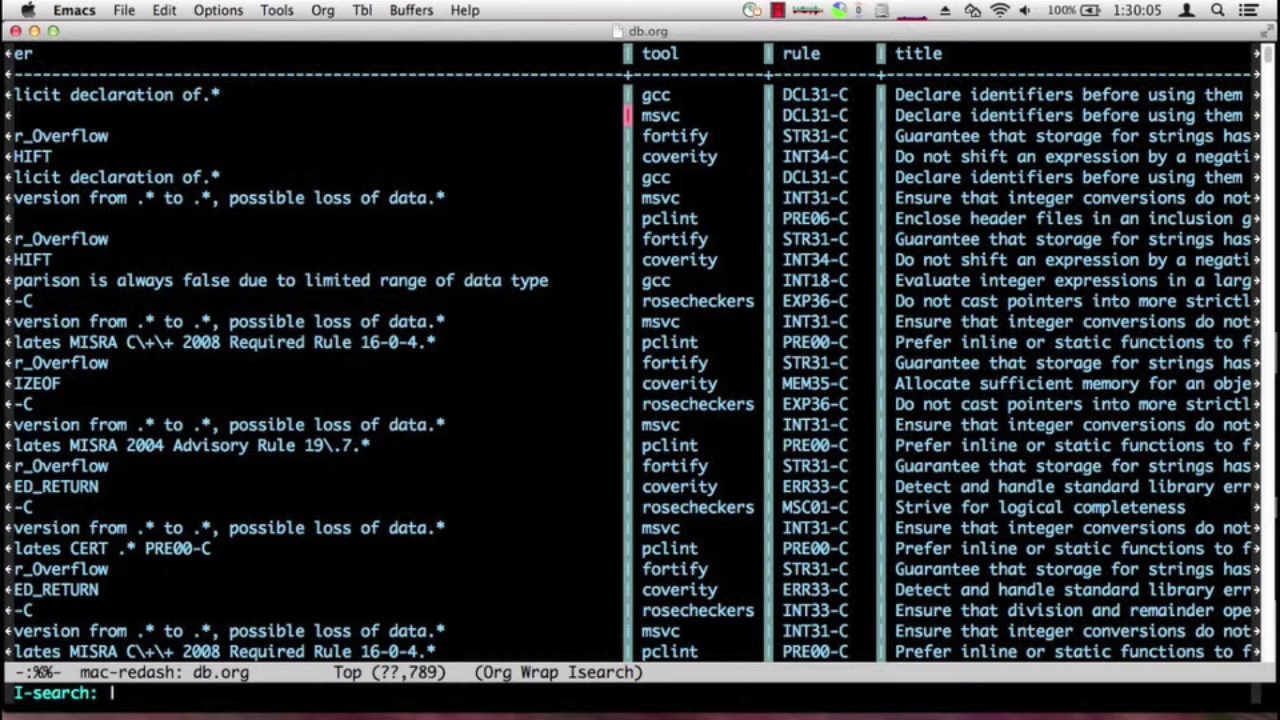 Emacs File Edit Options Tools Org Tbl Buffers Help 0 100% 1:30:05
db.org
er | tool | rule | title
------------------------------------------------------------------+--------------+-----------+----------------------------------------
licit declaration of.* | gcc | DCL31-C | Declare identifiers before using them
| msvc | DCL31-C | Declare identifiers before using them
r_Overflow | fortify | STR31-C | Guarantee that storage for strings has
HIFT | coverity | INT34-C | Do not shift an expression by a negati
licit declaration of.* | gcc | DCL31-C | Declare identifiers before using them
version from .* to .*, possible loss of data.* | msvc | INT31-C | Ensure that integer conversions do not
| pclint | PRE06-C | Enclose header files in an inclusion g
r_Overflow | fortify | STR31-C | Guarantee that storage for strings has
HIFT | coverity | INT34-C | Do not shift an expression by a negati
parison is always false due to limited range of data type | gcc | INT18-C | Evaluate integer expressions in a larg
-C | rosecheckers | EXP36-C | Do not cast pointers into more strictl
version from .* to .*, possible loss of data.* | msvc | INT31-C | Ensure that integer conversions do not
lates MISRA C\+\+ 2008 Required Rule 16-0-4.* | pclint | PRE00-C | Prefer inline or static functions to f
r_Overflow | fortify | STR31-C | Guarantee that storage for strings has
IZEOF | coverity | MEM35-C | Allocate sufficient memory for an obje
-C | rosecheckers | EXP36-C | Do not cast pointers into more strictl
version from .* to .*, possible loss of data.* | msvc | INT31-C | Ensure that integer conversions do not
lates MISRA 2004 Advisory Rule 19\.7.* | pclint | PRE00-C | Prefer inline or static functions to f
r_Overflow | fortify | STR31-C | Guarantee that storage for strings has
ED_RETURN | coverity | ERR33-C | Detect and handle standard library err
-C | rosecheckers | MSC01-C | Strive for logical completeness
version from .* to .*, possible loss of data.* | msvc | INT31-C | Ensure that integer conversions do not
lates CERT .* PRE00-C | pclint | PRE00-C | Prefer inline or static functions to f
r_Overflow | fortify | STR31-C | Guarantee that storage for strings has
ED_RETURN | coverity | ERR33-C | Detect and handle standard library err
-C | rosecheckers | INT33-C | Ensure that division and remainder ope
version from .* to .*, possible loss of data.* | msvc | INT31-C | Ensure that integer conversions do not
lates MISRA C\+\+ 2008 Required Rule 16-0-4.* | pclint | PRE00-C | Prefer inline or static functions to f
-:%%- mac-redash: db.org Top (??,789) (Org Wrap Isearch)
I-search: